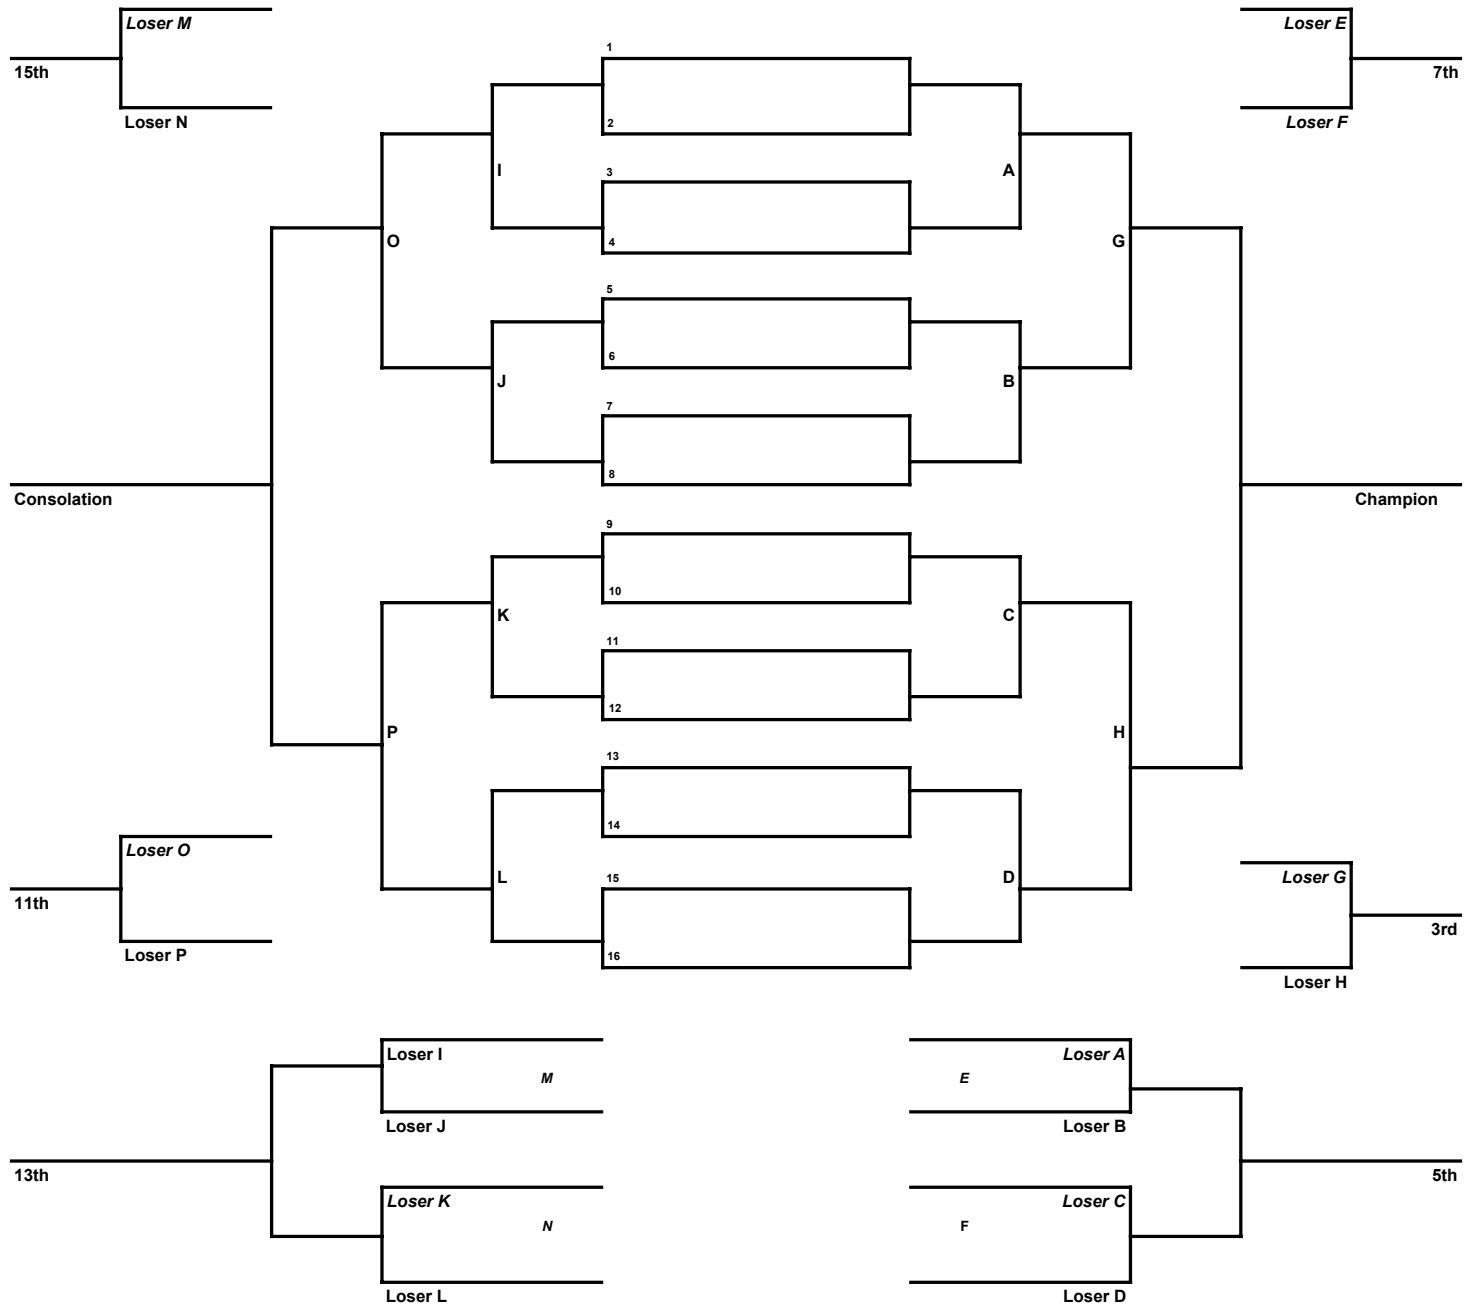 Loser M
Loser E
1
15th
7th
Loser N
2
Loser F
I
3
A
O
4
G
5
6
J
B
7
8
Consolation
Champion
9
10
K
C
11
12
P
H
13
14
Loser O
L
15
D
Loser G
11th
3rd
Loser P
16
Loser H
Loser I
Loser A
M
E
Loser J
Loser B
13th
5th
Loser K
Loser C
N
F
Loser L
Loser D